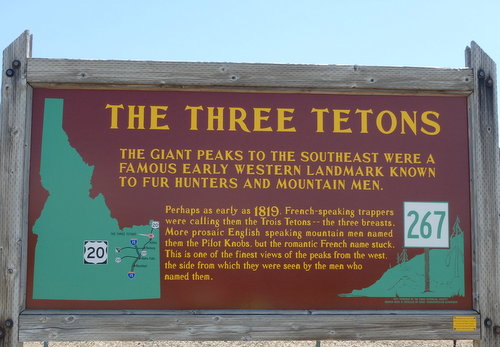 THE THREE TETONS
THE GIANT PEAKS TO THE SOUTHEAST WERE A
FAMOUS EARLY WESTERN LANDMARK KNOWN
TO FUR HUNTERS AND MOUNTAIN MEN.
Perhaps as early as 1819, French-speaking trappers
were calling them the Trois Tetons -- the three breasts.
More prosaic English speaking mountain men named
them the Pilot Knobs, but the romantic French name stuck.
This is one of the finest views of the peaks from the west,
the side from which they were seen by the men who
named them.
267
20
THE THREE TETONS